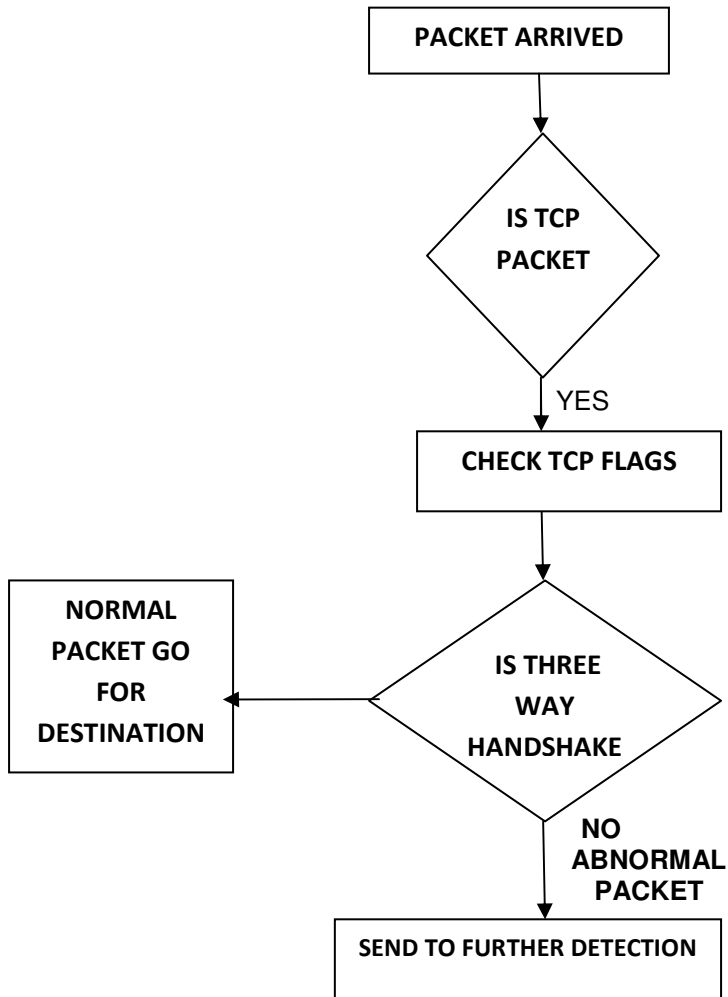 PACKET ARRIVED
IS TCP
PACKET
YES
CHECK TCP FLAGS
NORMAL
PACKET GO
FOR
DESTINATION
IS THREE
WAY
HANDSHAKE
NO
ABNORMAL
PACKET
SEND TO FURTHER DETECTION